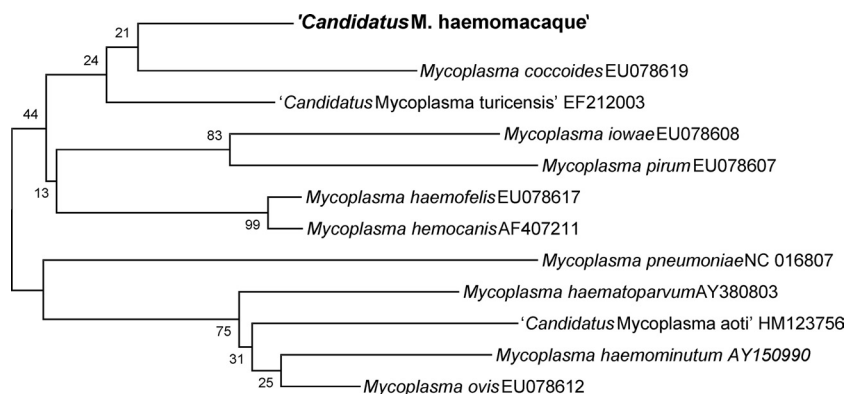 'Candidatus M. haemomacaque'
21
Mycoplasma coccoides EU078619
24
'Candidatus Mycoplasma turicensis' EF212003
44
83
Mycoplasma iowae EU078608
Mycoplasma pirum EU078607
13
Mycoplasma haemofelis EU078617
99
Mycoplasma hemocanis AF407211
Mycoplasma pneumoniae NC 016807
Mycoplasma haematoparvum AY380803
75
'Candidatus Mycoplasma aoti' HM123756
31
Mycoplasma haemominutum AY150990
25
Mycoplasma ovis EU078612